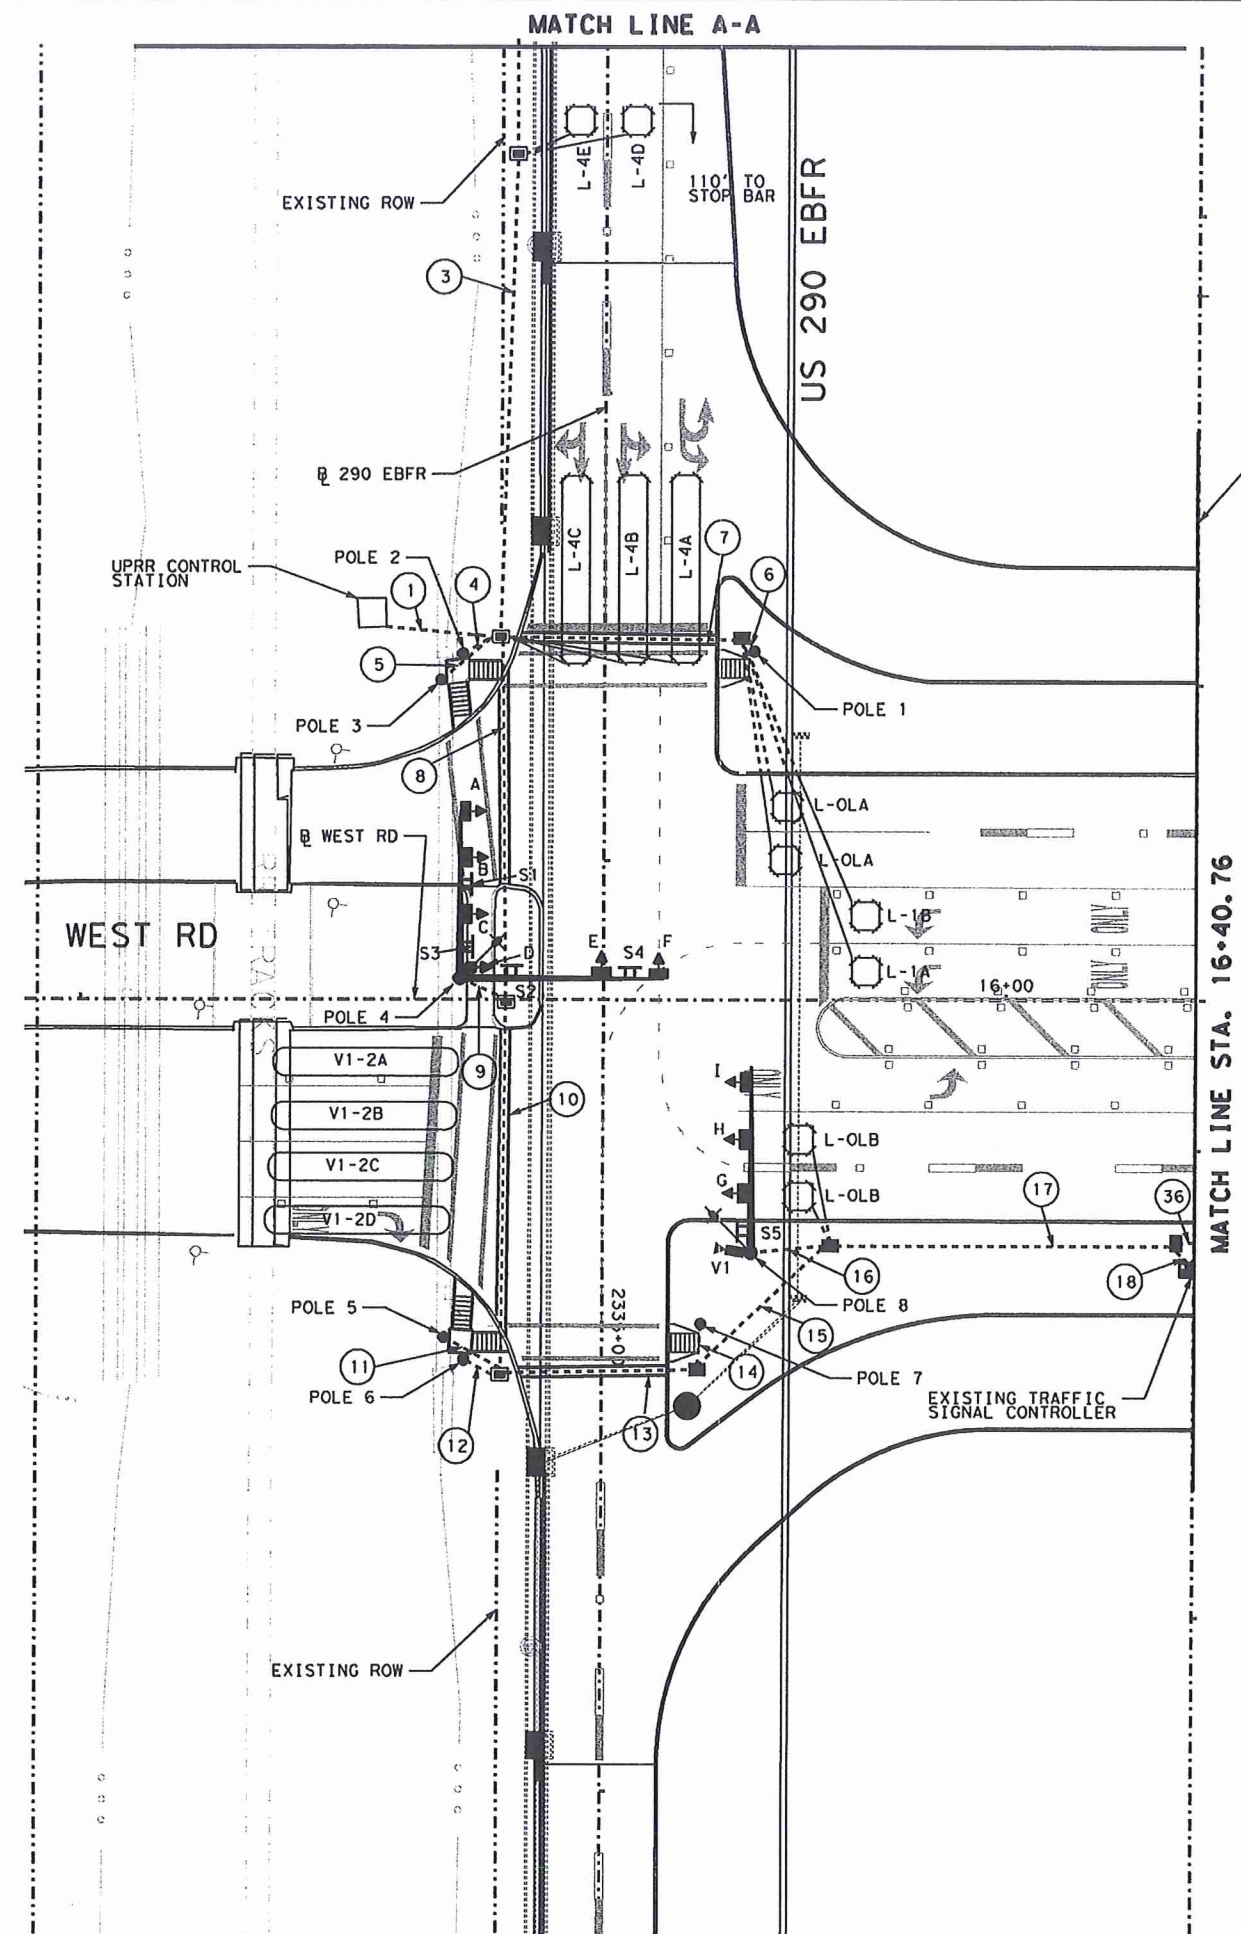 MATCH LINE A-A
L-4E
L-4D
110' TO
STOP BAR
EXISTING ROW
US 290 EBFR
3
℄ 290 EBFR
L-4C
L-4B
L-4A
7
6
UPRR CONTROL
STATION
POLE 2
1
4
5
POLE 3
POLE 1
8
A
L-OLA
℄ WEST RD
B
S1
L-OLA
WEST RD
L-1B
ONLY
C
S3
D
E
S4
F
L-1A
ONLY
16+00
S2
POLE 4
MATCH LINE STA. 16+40.76
V1-2A
9
10
I
V1-2B
H
L-OLB
V1-2C
G
L-OLB
17
36
V1-2D
S5
V1
16
18
POLE 5
POLE 8
15
11
14
POLE 7
POLE 6
EXISTING TRAFFIC
SIGNAL CONTROLLER
12
13
EXISTING ROW